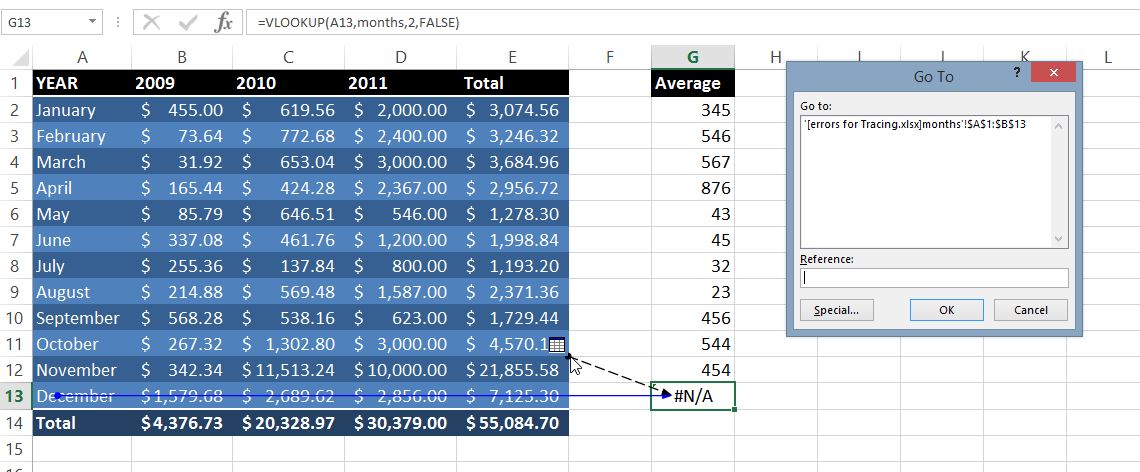 G13 fx =VLOOKUP(A13,months,2,FALSE)
A B C D E F G H I J K L
1 YEAR 2009 2010 2011 Total Average
2 January $ 455.00 $ 619.56 $ 2,000.00 $ 3,074.56 345
3 February $ 73.64 $ 772.68 $ 2,400.00 $ 3,246.32 546
4 March $ 31.92 $ 653.04 $ 3,000.00 $ 3,684.96 567
5 April $ 165.44 $ 424.28 $ 2,367.00 $ 2,956.72 876
6 May $ 85.79 $ 646.51 $ 546.00 $ 1,278.30 43
7 June $ 337.08 $ 461.76 $ 1,200.00 $ 1,998.84 45
8 July $ 255.36 $ 137.84 $ 800.00 $ 1,193.20 32
9 August $ 214.88 $ 569.48 $ 1,587.00 $ 2,371.36 23
10 September $ 568.28 $ 538.16 $ 623.00 $ 1,729.44 456
11 October $ 267.32 $ 1,302.80 $ 3,000.00 $ 4,570.1 544
12 November $ 342.34 $ 11,513.24 $ 10,000.00 $ 21,855.58 454
13 December $ 1,579.68 $ 2,689.62 $ 2,856.00 $ 7,125.30 #N/A
14 Total $ 4,376.73 $ 20,328.97 $ 30,379.00 $ 55,084.70
15
Go To ? x
Go to:
'[errors for Tracing.xlsx]months'!$A$1:$B$13
Reference:
Special... OK Cancel